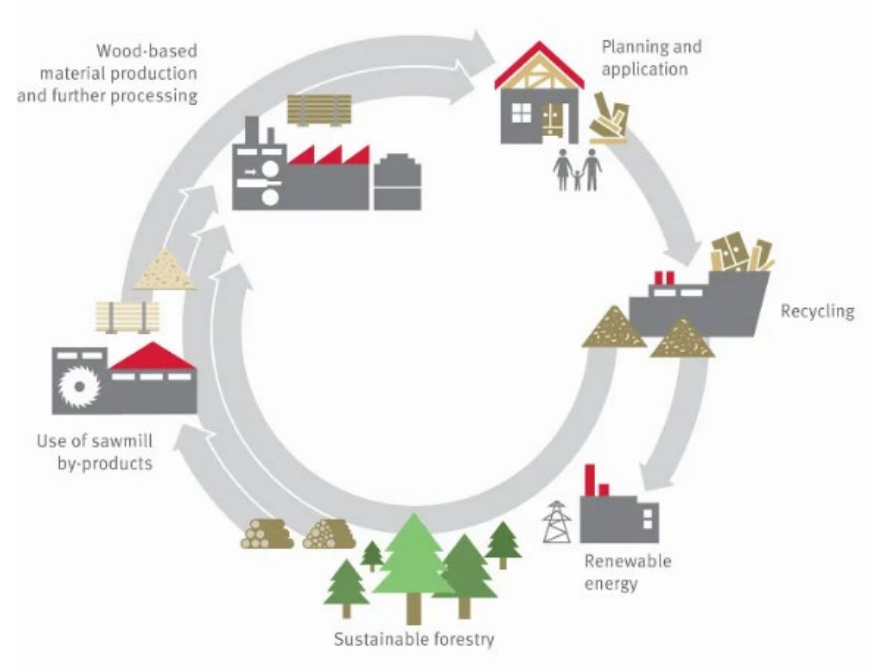 Wood-based
material production
and further processing
Planning and
application
Recycling
Use of sawmill
by-products
Renewable
energy
Sustainable forestry